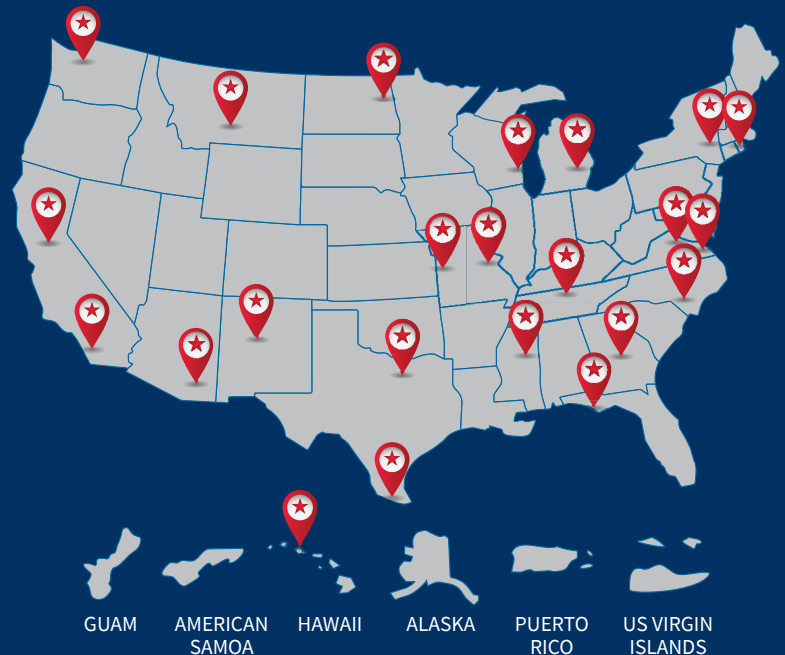 GUAM
AMERICAN
SAMOA
HAWAII
ALASKA
PUERTO
RICO
US VIRGIN
ISLANDS